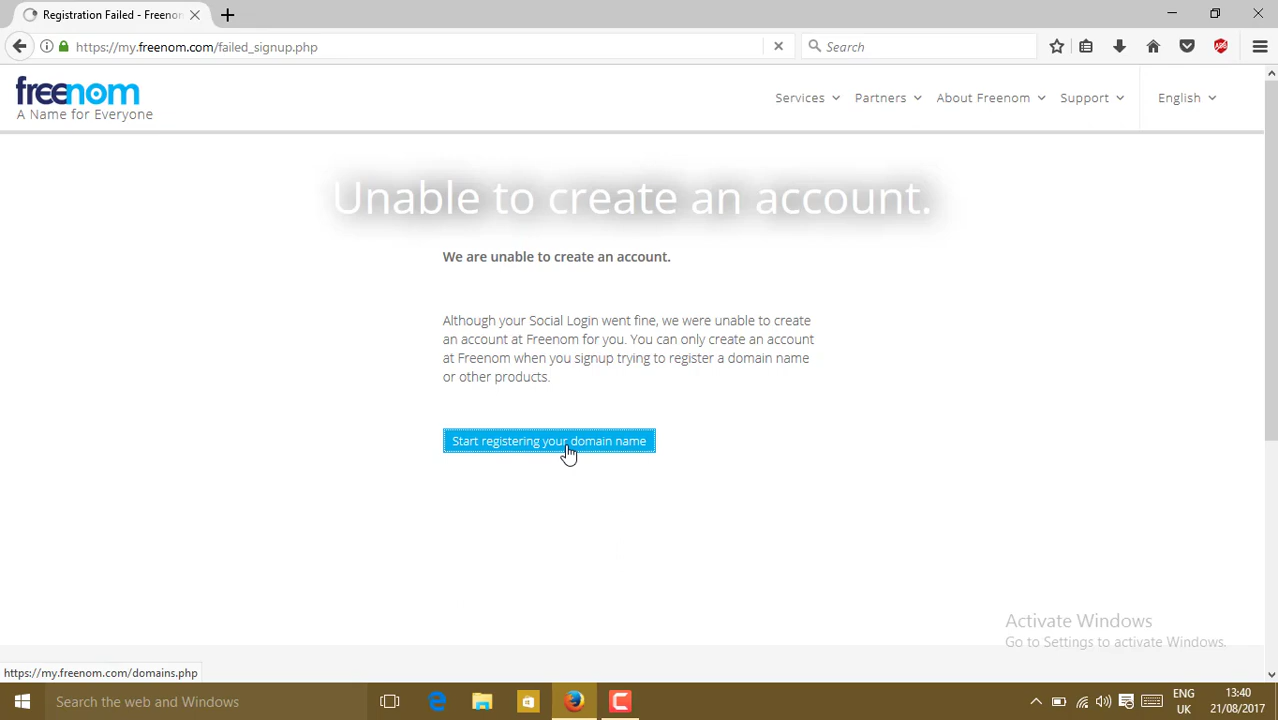 Registration Failed - Freenom
https://my.freenom.com/failed_signup.php
Search
ABP
freenom
A Name for Everyone
Services
Partners
About Freenom
Support
English
Unable to create an account.
We are unable to create an account.
Although your Social Login went fine, we were unable to create
an account at Freenom for you. You can only create an account
at Freenom when you signup trying to register a domain name
or other products.
Start registering your domain name
Activate Windows
Go to Settings to activate Windows.
https://my.freenom.com/domains.php
Search the web and Windows
ENG
UK
13:40
21/08/2017